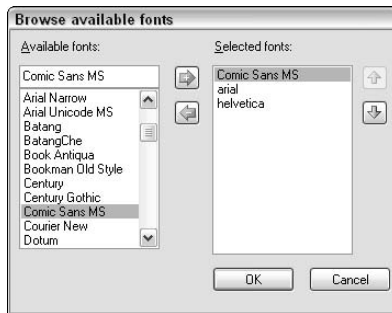 Browse available fonts
Available fonts:
Comic Sans MS
Arial Narrow
Arial Unicode MS
Batang
BatangChe
Book Antiqua
Bookman Old Style
Century
Century Gothic
Comic Sans MS
Courier New
Dotum
Selected fonts:
Comic Sans MS
arial
helvetica
OK
Cancel